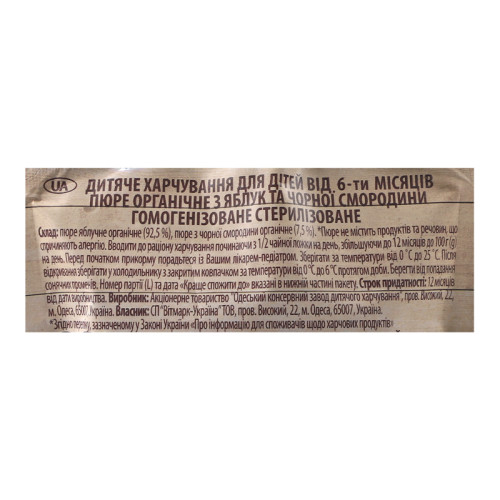 UA ДИТЯЧЕ ХАРЧУВАННЯ ДЛЯ ДІТЕЙ ВІД 6-ти МІСЯЦІВ
ПЮРЕ ОРГАНІЧНЕ З ЯБЛУК ТА ЧОРНОЇ СМОРОДИНИ
ГОМОГЕНІЗОВАНЕ СТЕРИЛІЗОВАНЕ
Склад: пюре яблучне органічне (92,5 %), пюре з чорної смородини органічне (7,5 %). *Пюре не містить продуктів та речовин, що
спричиняють алергію. Вводити до раціону харчування починаючи з 1/2 чайної ложки на день, збільшуючи до 12 місяців до 100 г(g)
на день. Перед початком прикорму порадьтеся із Вашим лікарем-педіатром. Зберігати за температури від 0 °С до 25 °С. Після
відкривання зберігати у холодильнику з закритим ковпачком за температури від 0 °С до 6 °С протягом доби. Берегти від попадання
сонячних променів. Номер партії (L) та дата «Краще спожити до» вказані в нижній частині пакету. Строк придатності: 12 місяців
від дати виробництва. Виробник: Акціонерне товариство "Одеський консервний завод дитячого харчування", пров. Високий, 22,
м. Одеса, 65007, Україна. Власник: СП "Вітмарк-Україна" ТОВ, пров. Високий, 22, м. Одеса, 65007, Україна.
*Згідно переліку, зазначеному у Законі України «Про інформацію для споживачів щодо харчових продуктів»